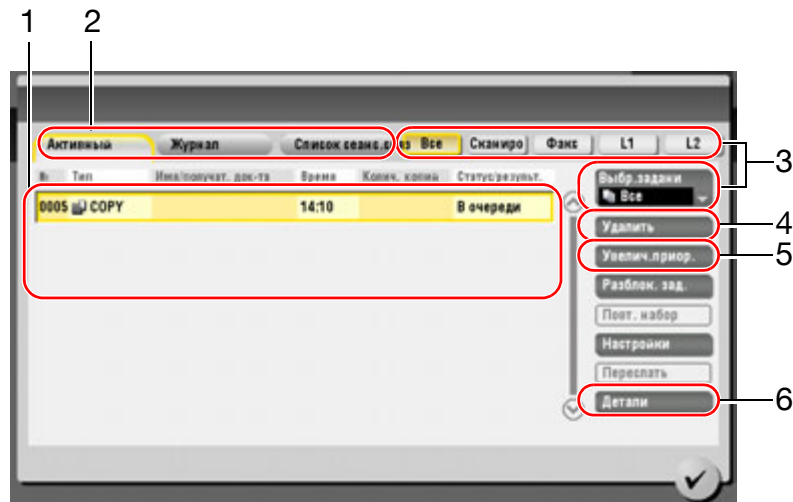 1 2
Активный Журнал Список сеанс.связ Все Сканиро Факс L1 L2
№ Тип Имя/получат. док-та Время Колич. копий Статус/результ.
3
Выбр.задани
Все
0005 COPY 14:10 В очереди
Удалить 4
Увелич.приор. 5
Разблок. зад.
Повт. набор
Настройки
Переслать
Детали 6